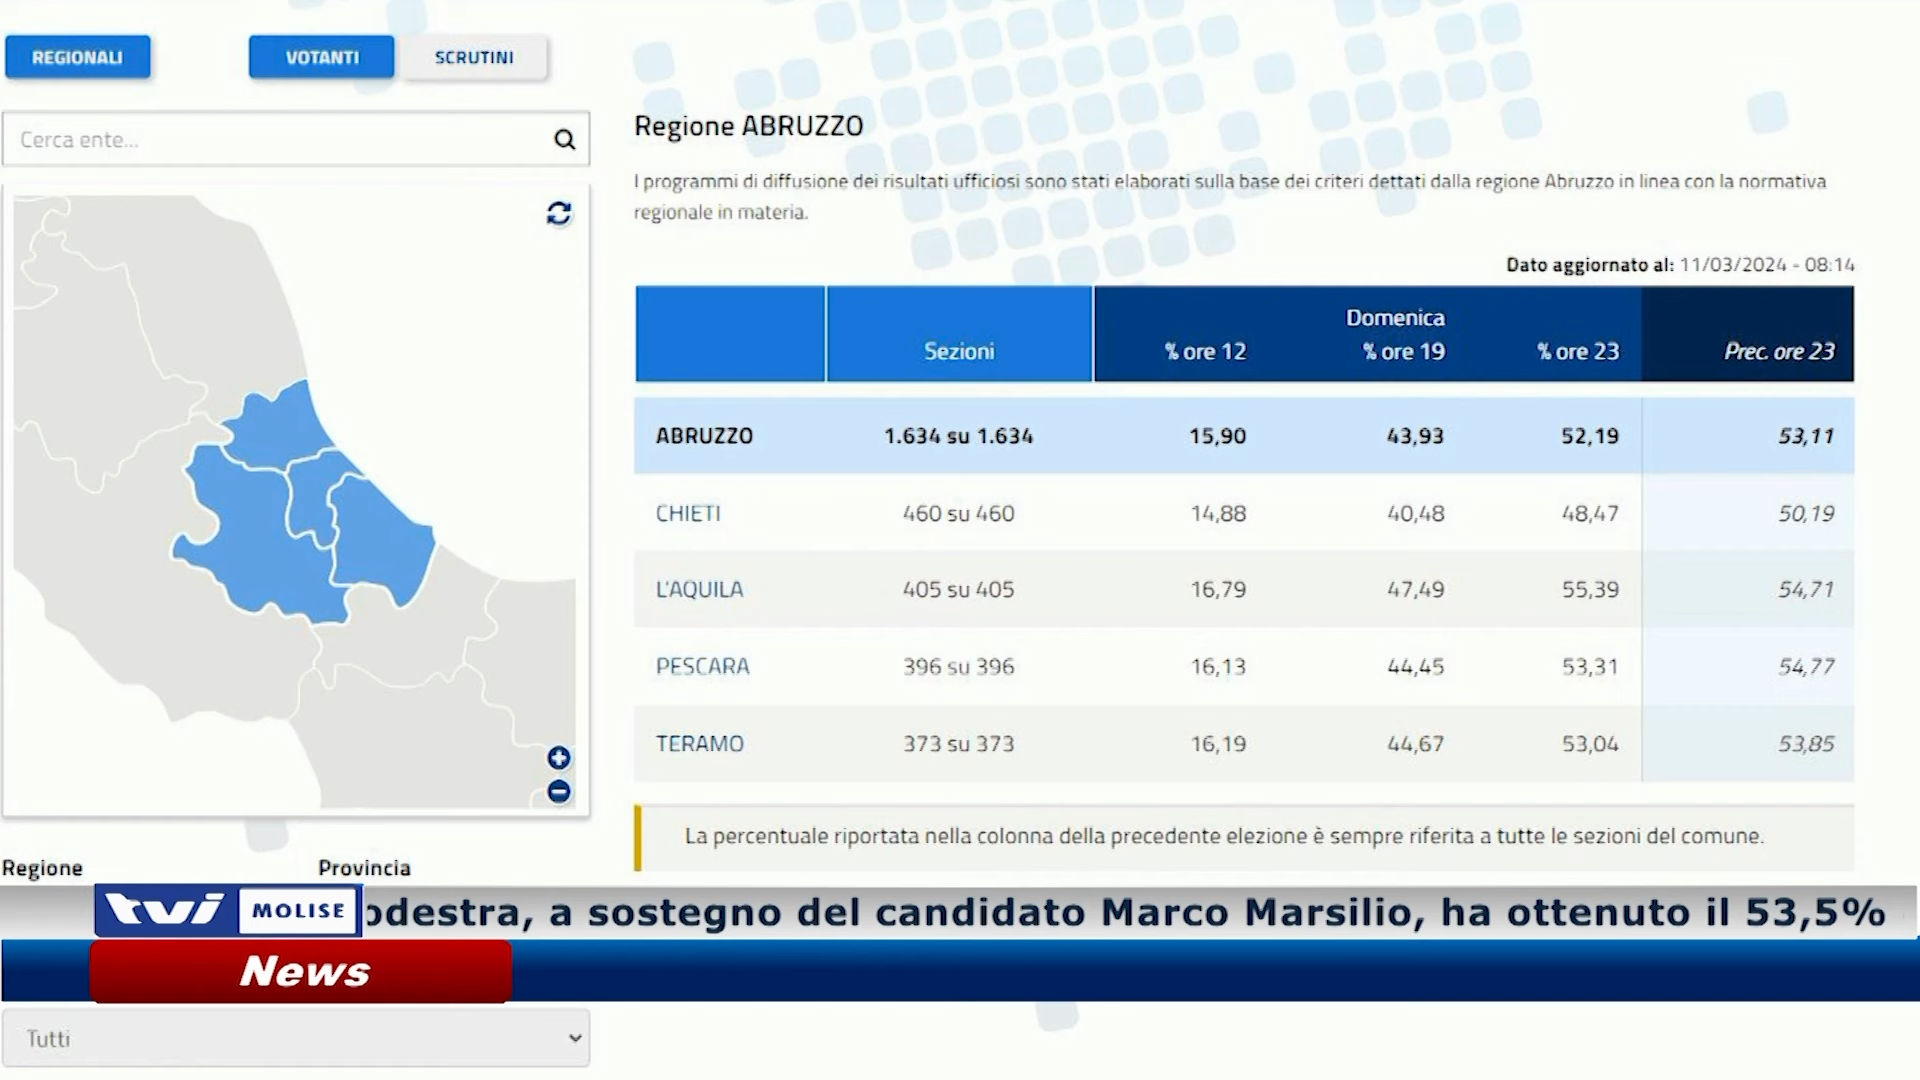 REGIONALI
VOTANTI
SCRUTINI
Cerca ente...
Regione ABRUZZO
I programmi di diffusione dei risultati ufficiosi sono stati elaborati sulla base dei criteri dettati dalla regione Abruzzo in linea con la normativa
regionale in materia.
Dato aggiornato al: 11/03/2024 - 08:14
Domenica
Sezioni % ore 12 % ore 19 % ore 23 Prec. ore 23
ABRUZZO 1.634 su 1.634 15,90 43,93 52,19 53,11
CHIETI 460 su 460 14,88 40,48 48,47 50,19
L'AQUILA 405 su 405 16,79 47,49 55,39 54,71
PESCARA 396 su 396 16,13 44,45 53,31 54,77
TERAMO 373 su 373 16,19 44,67 53,04 53,85
La percentuale riportata nella colonna della precedente elezione è sempre riferita a tutte le sezioni del comune.
Regione Provincia
tvi MOLISE odestra, a sostegno del candidato Marco Marsilio, ha ottenuto il 53,5%
News
Tutti